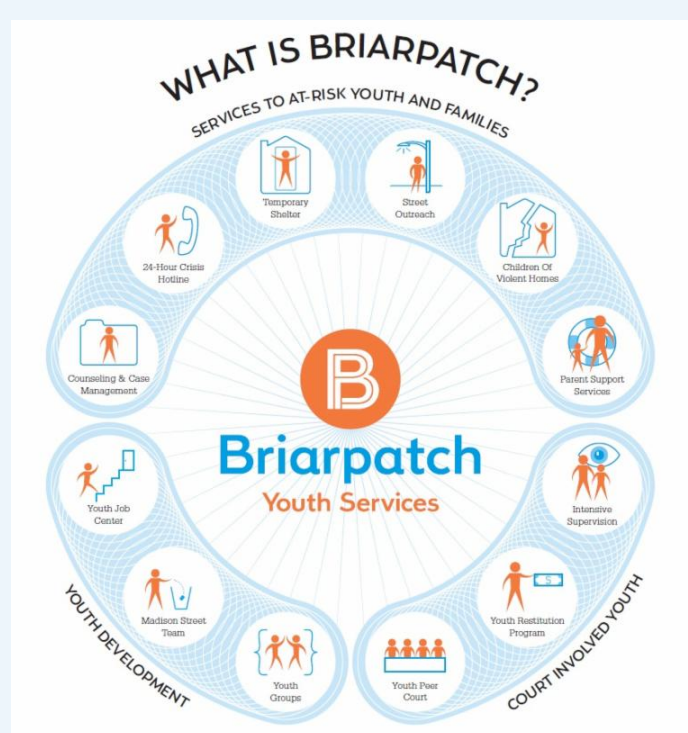 WHAT IS BRIARPATCH?
SERVICES TO AT-RISK YOUTH AND FAMILIES
Counseling & Case
Management
24-Hour Crisis
Hotline
Temporary
Shelter
Street
Outreach
Children Of
Violent Homes
Parent Support
Services
B
Briarpatch
Youth Services
Youth Job
Center
Madison Street
Team
Youth
Groups
YOUTH DEVELOPMENT
Intensive
Supervision
Youth Restitution
Program
$
Youth Peer
Court
COURT INVOLVED YOUTH